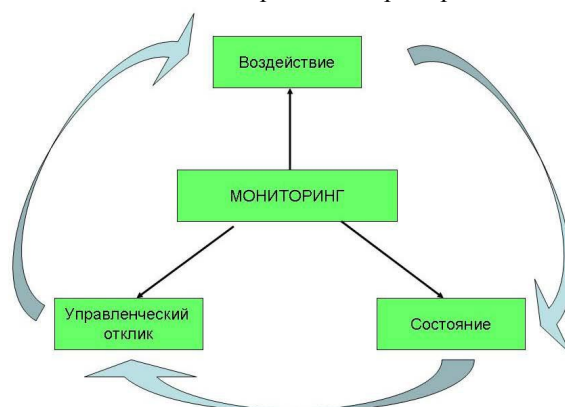 Воздействие
МОНИТОРИНГ
Управленческий
отклик
Состояние